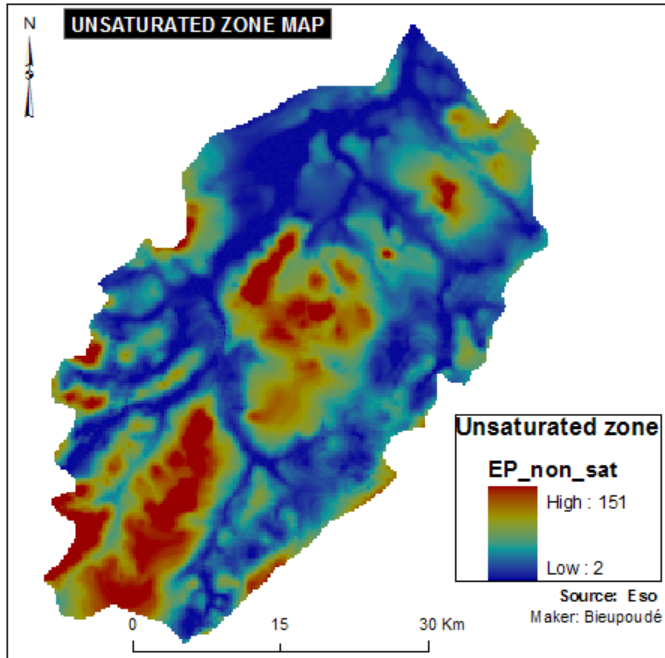 N
UNSATURATED ZONE MAP
Unsaturated zone
EP_non_sat
High : 151
Low : 2
Source: Eso
Maker: Bieupoudé
0 15 30 Km